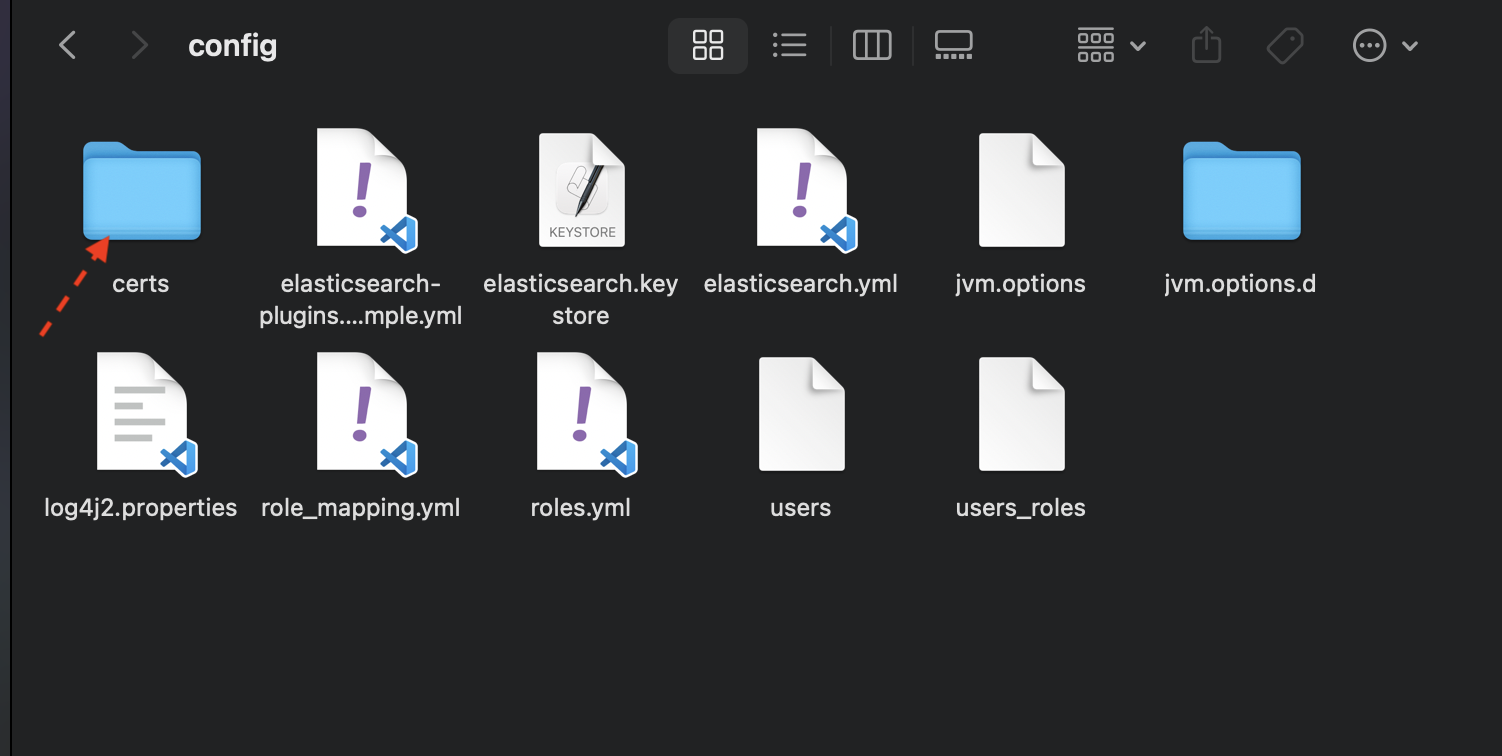 config
certs
elasticsearch-
plugins....mple.yml
KEYSTORE
elasticsearch.key
store
elasticsearch.yml
jvm.options
jvm.options.d
log4j2.properties
role_mapping.yml
roles.yml
users
users_roles